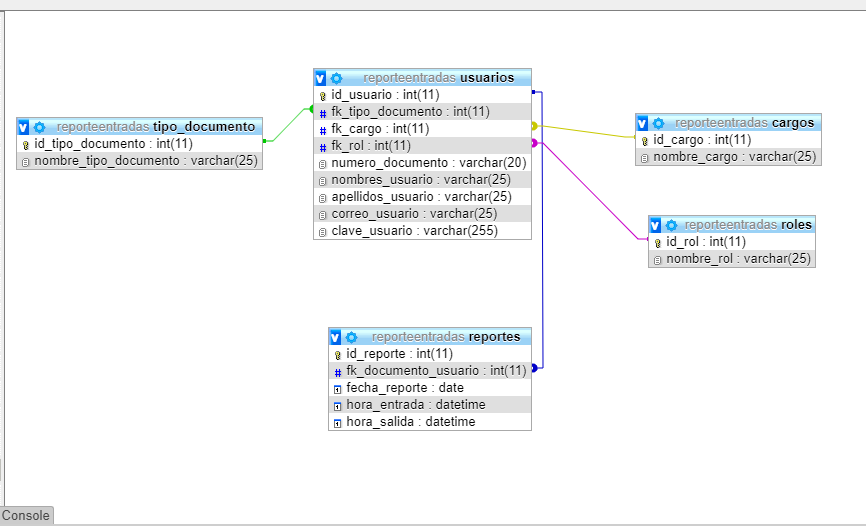 reporteentradas usuarios
id_usuario : int(11)
fk_tipo_documento : int(11)
fk_cargo : int(11)
fk_rol : int(11)
numero_documento : varchar(20)
nombres_usuario : varchar(25)
apellidos_usuario : varchar(25)
correo_usuario : varchar(25)
clave_usuario : varchar(255)
reporteentradas tipo_documento
id_tipo_documento : int(11)
nombre_tipo_documento : varchar(25)
reporteentradas cargos
id_cargo : int(11)
nombre_cargo : varchar(25)
reporteentradas roles
id_rol : int(11)
nombre_rol : varchar(25)
reporteentradas reportes
id_reporte : int(11)
fk_documento_usuario : int(11)
fecha_reporte : date
hora_entrada : datetime
hora_salida : datetime
Console